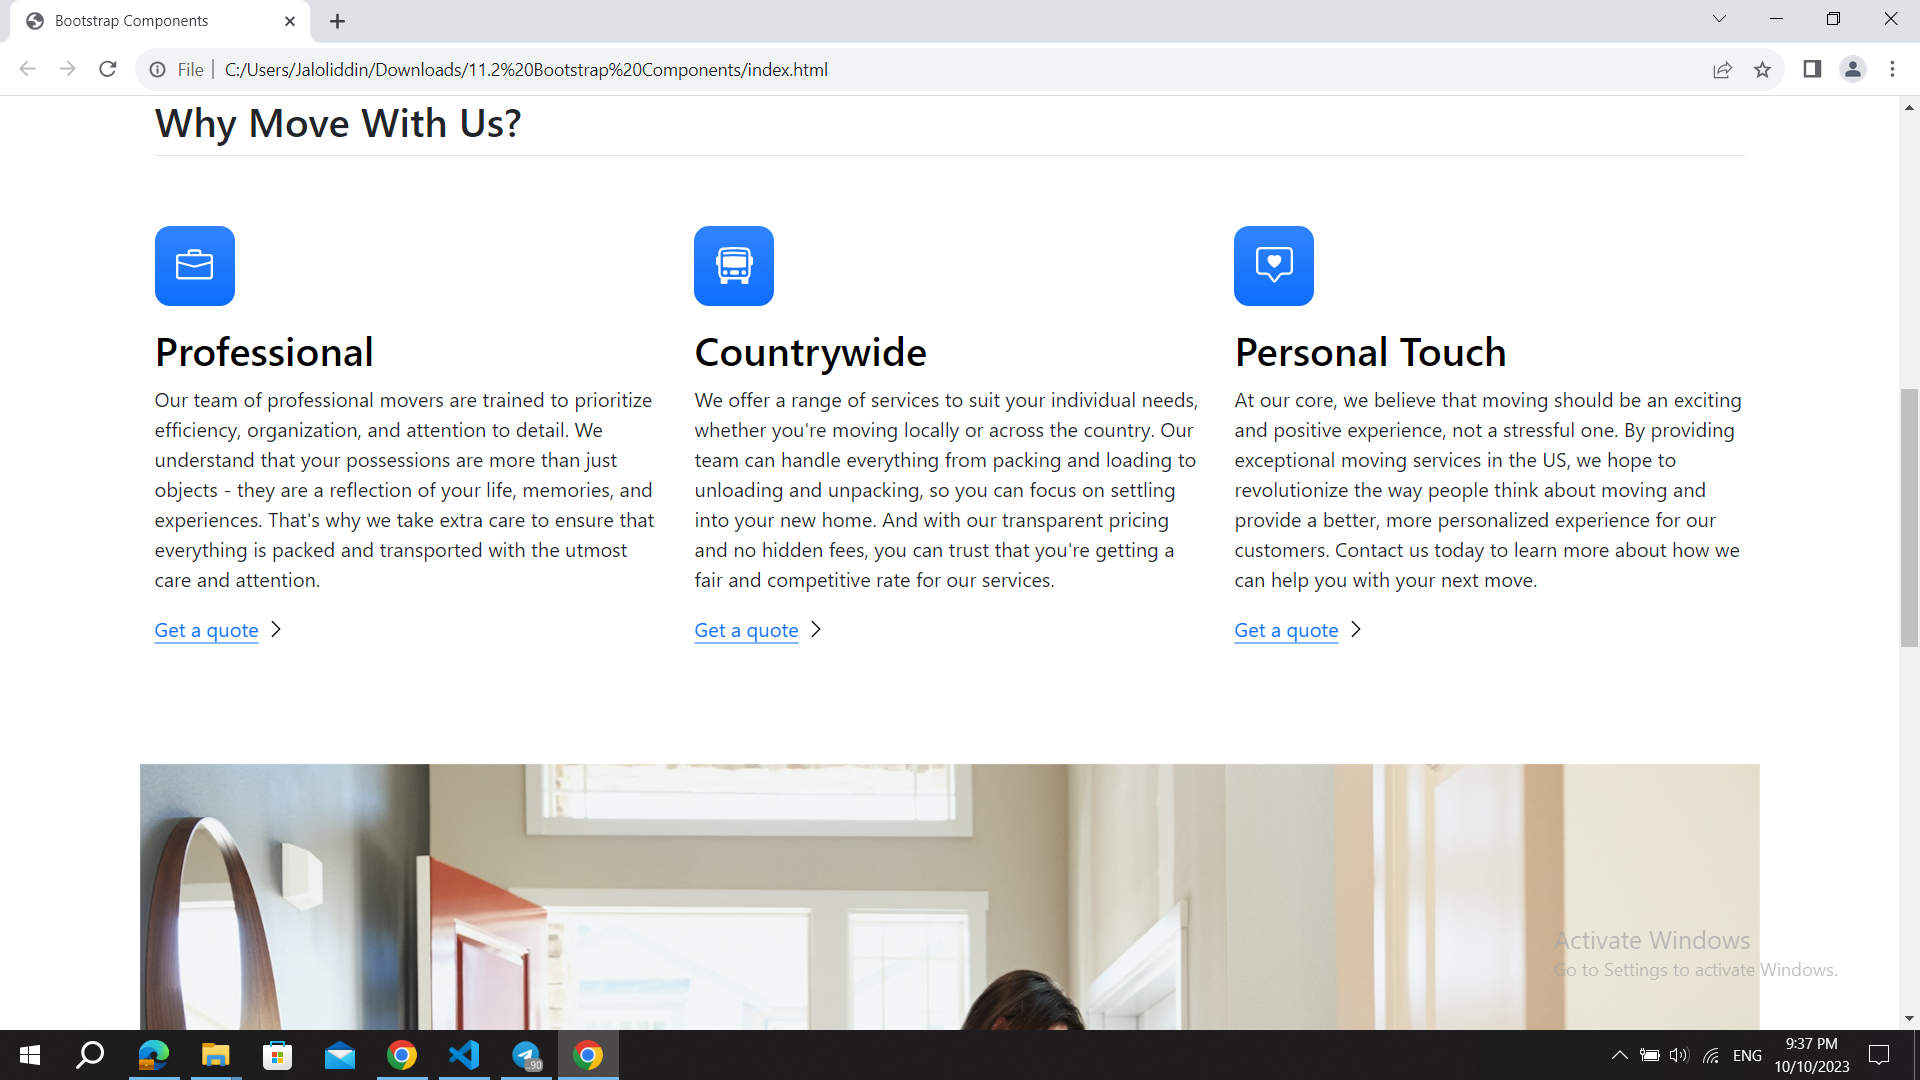 Bootstrap Components
File
C:/Users/Jaloliddin/Downloads/11.2%20Bootstrap%20Components/index.html
Why Move With Us?
Professional
Our team of professional movers are trained to prioritize
efficiency, organization, and attention to detail. We
understand that your possessions are more than just
objects - they are a reflection of your life, memories, and
experiences. That's why we take extra care to ensure that
everything is packed and transported with the utmost
care and attention.
Get a quote
Countrywide
We offer a range of services to suit your individual needs,
whether you're moving locally or across the country. Our
team can handle everything from packing and loading to
unloading and unpacking, so you can focus on settling
into your new home. And with our transparent pricing
and no hidden fees, you can trust that you're getting a
fair and competitive rate for our services.
Get a quote
Personal Touch
At our core, we believe that moving should be an exciting
and positive experience, not a stressful one. By providing
exceptional moving services in the US, we hope to
revolutionize the way people think about moving and
provide a better, more personalized experience for our
customers. Contact us today to learn more about how we
can help you with your next move.
Get a quote
Activate Windows
Go to Settings to activate Windows.
..90
ENG
9:37 PM
10/10/2023